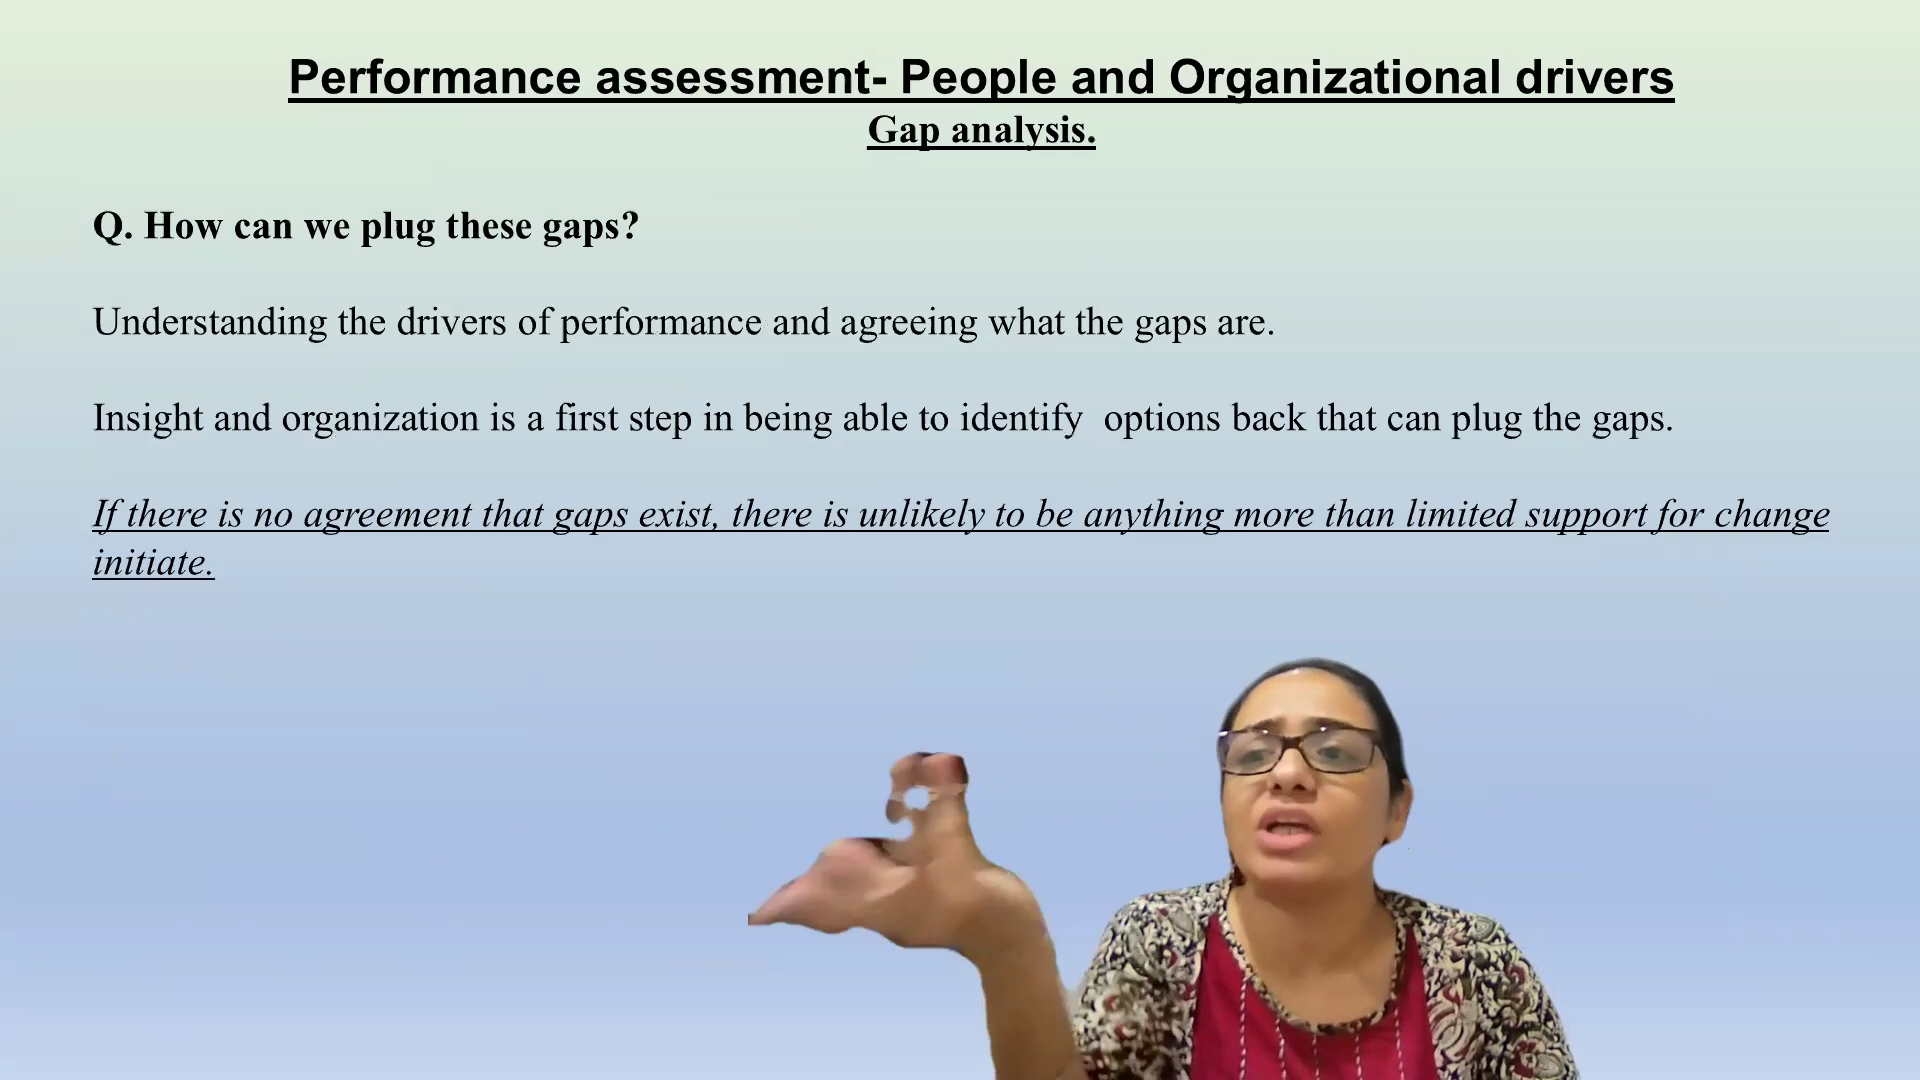 Performance assessment- People and Organizational drivers
Gap analysis.
Q. How can we plug these gaps?
Understanding the drivers of performance and agreeing what the gaps are.
Insight and organization is a first step in being able to identify  options back that can plug the gaps.
If there is no agreement that gaps exist, there is unlikely to be anything more than limited support for change
initiate.